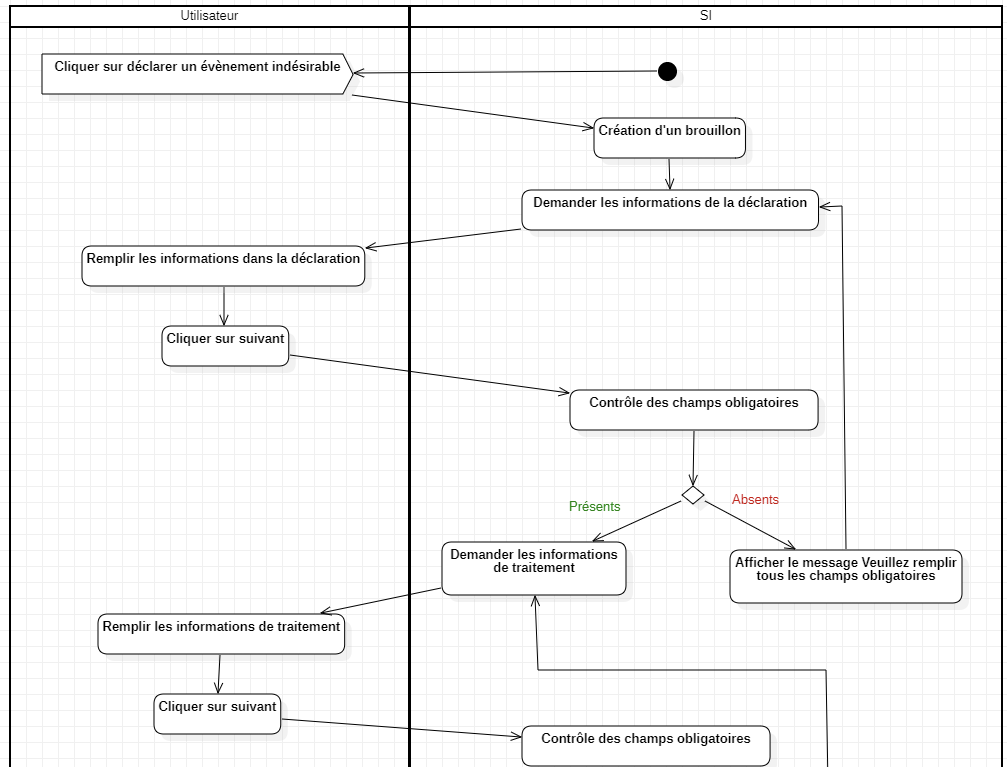 Utilisateur
SI
Cliquer sur déclarer un évènement indésirable
Création d'un brouillon
Demander les informations de la déclaration
Remplir les informations dans la déclaration
Cliquer sur suivant
Contrôle des champs obligatoires
Présents
Absents
Demander les informations
de traitement
Afficher le message Veuillez remplir
tous les champs obligatoires
Remplir les informations de traitement
Cliquer sur suivant
Contrôle des champs obligatoires